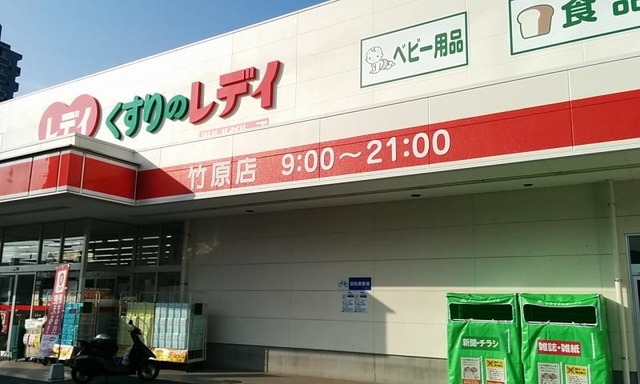 レデイ
くすりのレデイ
ベビー用品
食品
竹原店 9:00～21:00
新聞・チラシ
雑誌・雑紙